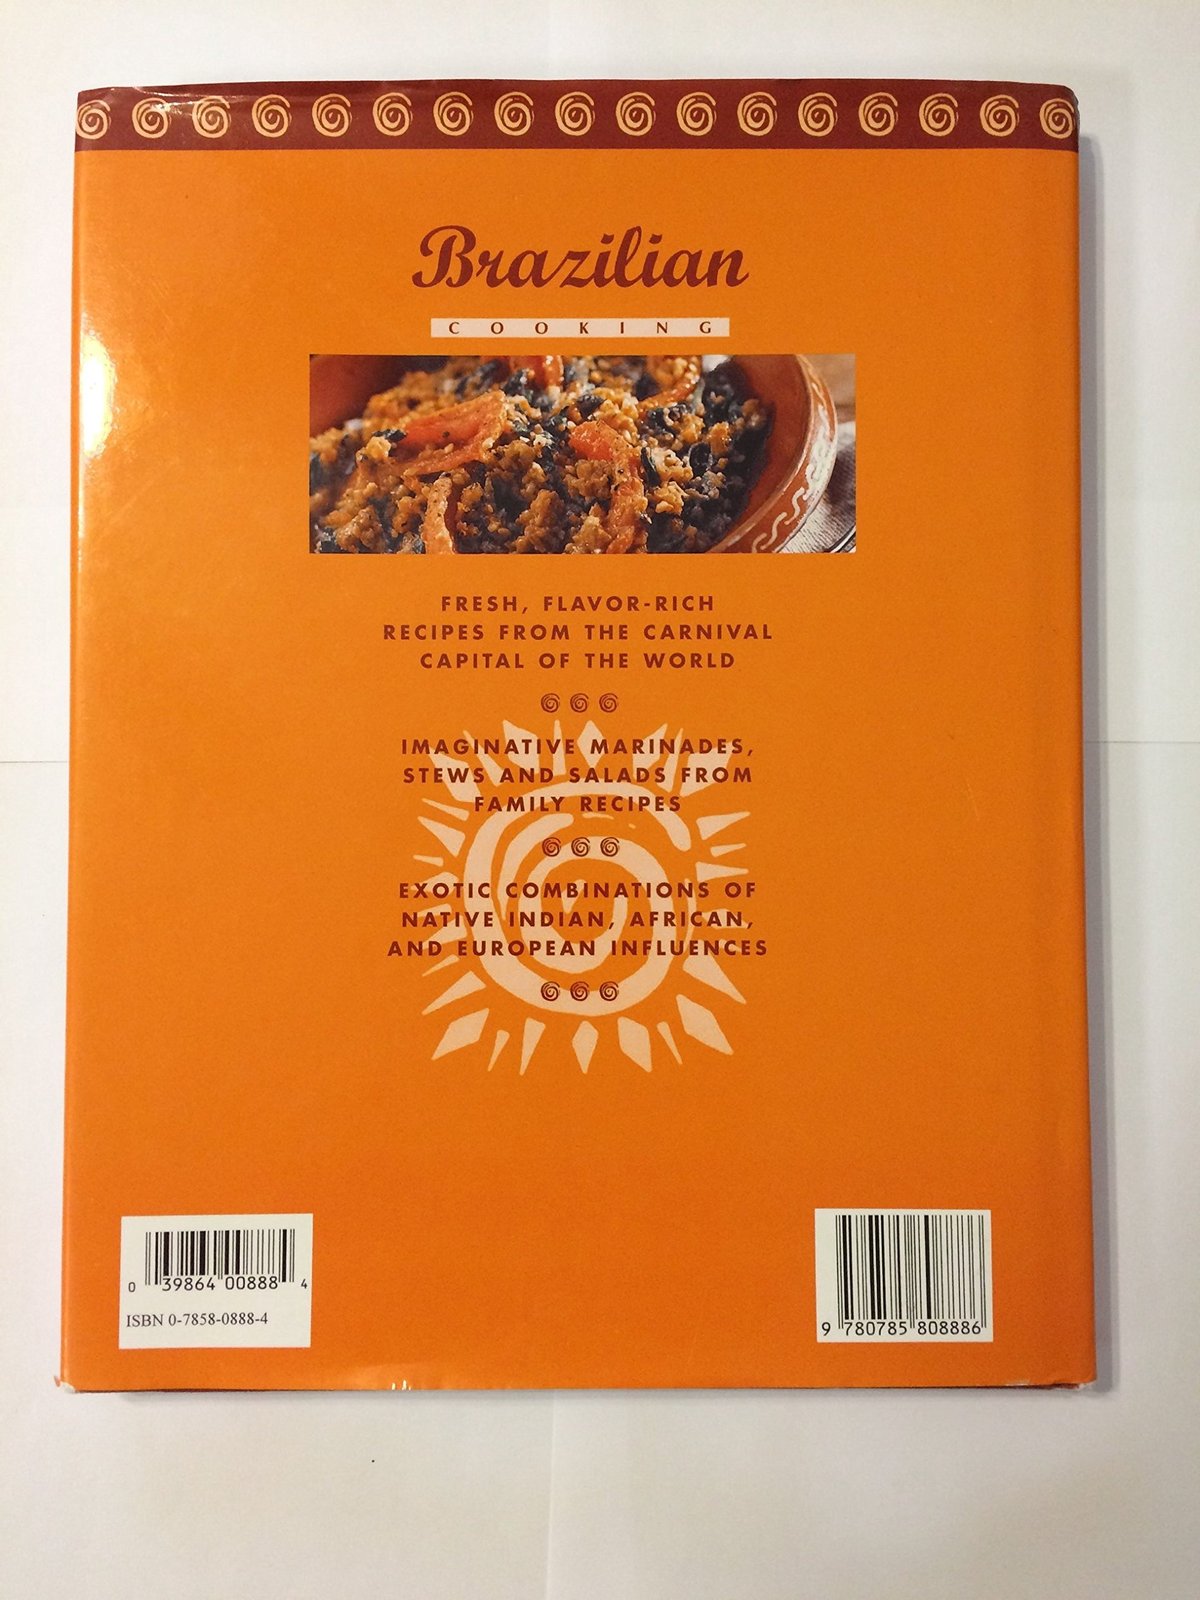 Brazilian
COOKING
FRESH, FLAVOR-RICH
RECIPES FROM THE CARNIVAL
CAPITAL OF THE WORLD
IMAGINATIVE MARINADES,
STEWS AND SALADS FROM
FAMILY RECIPES
EXOTIC COMBINATIONS OF
NATIVE INDIAN, AFRICAN,
AND EUROPEAN INFLUENCES
0 39864 00888 4
ISBN 0-7858-0888-4
9 780785 808886